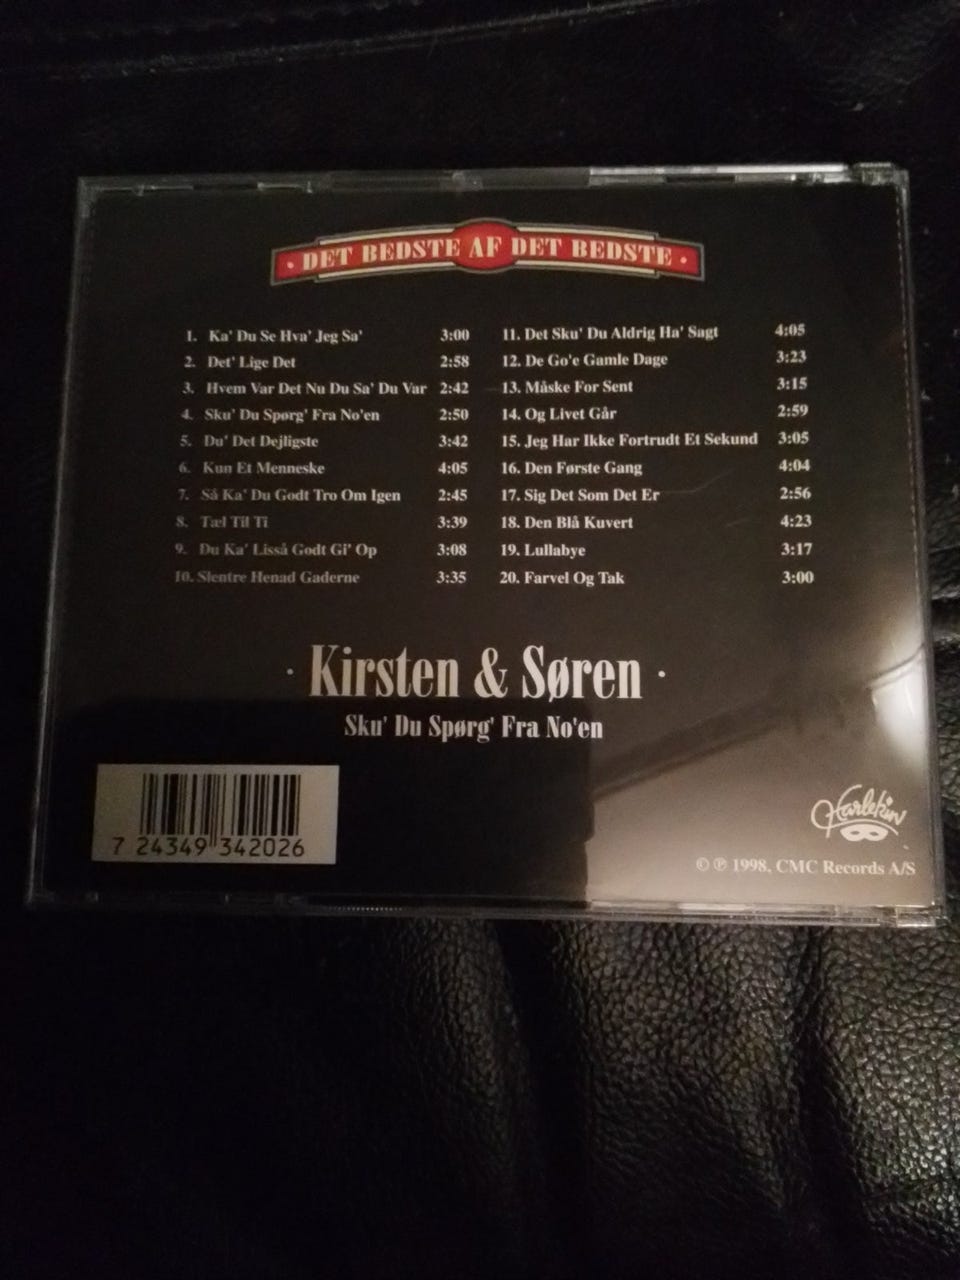 • DET BEDSTE AF DET BEDSTE •
1. Ka' Du Se Hva' Jeg Sa' 3:00
2. Det' Lige Det 2:58
3. Hvem Var Det Nu Du Sa' Du Var 2:42
4. Sku' Du Spørg' Fra No'en 2:50
5. Du' Det Dejligste 3:42
6. Kun Et Menneske 4:05
7. Så Ka' Du Godt Tro Om Igen 2:45
8. Tæl Til Ti 3:39
9. Du Ka' Lisså Godt Gi' Op 3:08
10. Slentre Henad Gaderne 3:35
11. Det Sku' Du Aldrig Ha' Sagt 4:05
12. De Go'e Gamle Dage 3:23
13. Måske For Sent 3:15
14. Og Livet Går 2:59
15. Jeg Har Ikke Fortrudt Et Sekund 3:05
16. Den Første Gang 4:04
17. Sig Det Som Det Er 2:56
18. Den Blå Kuvert 4:23
19. Lullabye 3:17
20. Farvel Og Tak 3:00
• Kirsten & Søren •
Sku' Du Spørg' Fra No'en
7 24349 342026
Harlekin
© ℗ 1998, CMC Records A/S